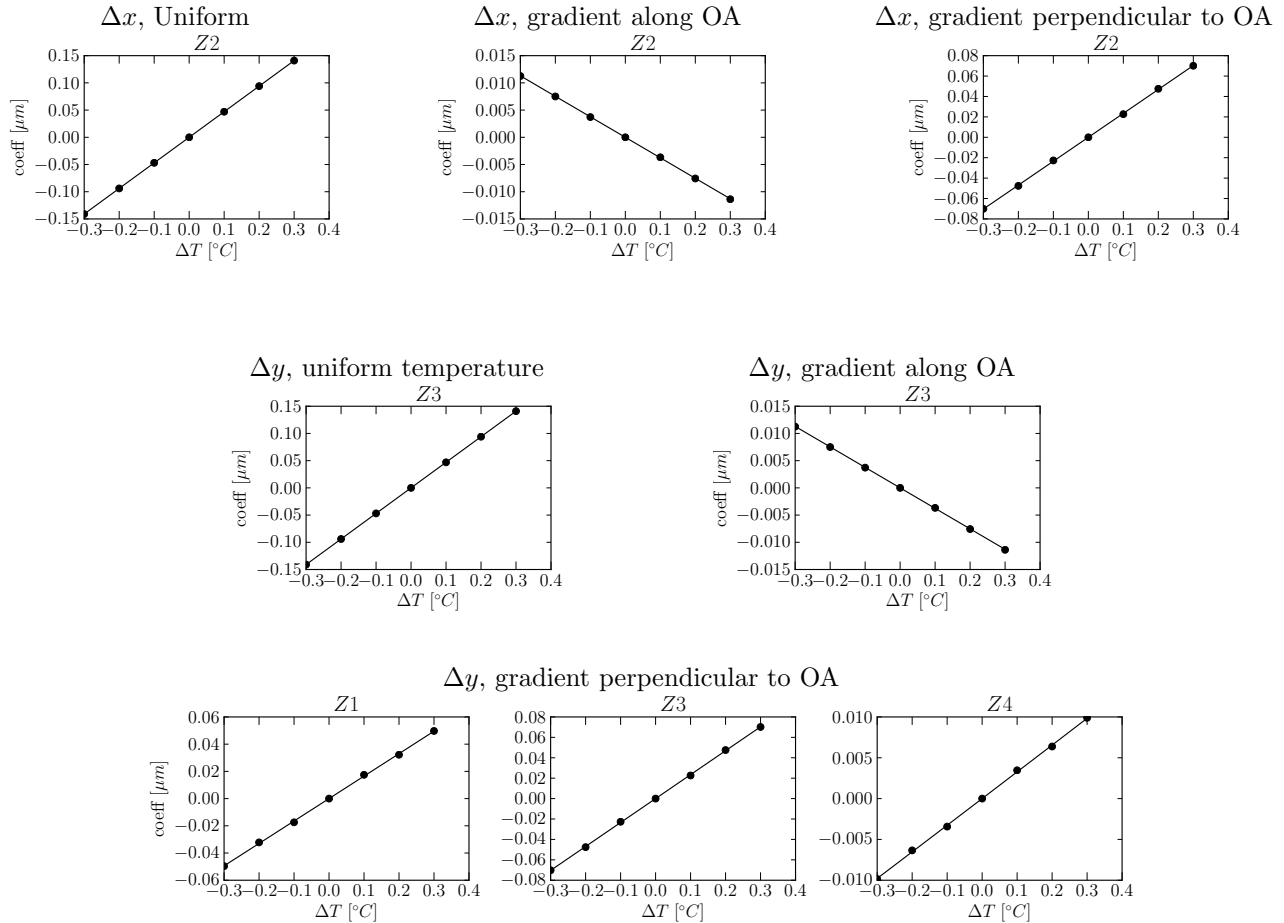 Δx, Uniform
Z2
0.15
0.10
0.05
0.00
−0.05
−0.10
−0.15
coeff [μm]
−0.3−0.2−0.1 0.0 0.1 0.2 0.3 0.4
ΔT [°C]
Δx, gradient along OA
Z2
0.015
0.010
0.005
0.000
−0.005
−0.010
−0.015
coeff [μm]
−0.3−0.2−0.1 0.0 0.1 0.2 0.3 0.4
ΔT [°C]
Δx, gradient perpendicular to OA
Z2
0.08
0.06
0.04
0.02
0.00
−0.02
−0.04
−0.06
−0.08
coeff [μm]
−0.3−0.2−0.1 0.0 0.1 0.2 0.3 0.4
ΔT [°C]
Δy, uniform temperature
Z3
0.15
0.10
0.05
0.00
−0.05
−0.10
−0.15
coeff [μm]
−0.3−0.2−0.1 0.0 0.1 0.2 0.3 0.4
ΔT [°C]
Δy, gradient along OA
Z3
0.015
0.010
0.005
0.000
−0.005
−0.010
−0.015
coeff [μm]
−0.3−0.2−0.1 0.0 0.1 0.2 0.3 0.4
ΔT [°C]
Δy, gradient perpendicular to OA
Z1
0.06
0.04
0.02
0.00
−0.02
−0.04
−0.06
coeff [μm]
−0.3−0.2−0.1 0.0 0.1 0.2 0.3 0.4
ΔT [°C]
Z3
0.08
0.06
0.04
0.02
0.00
−0.02
−0.04
−0.06
−0.08
−0.3−0.2−0.1 0.0 0.1 0.2 0.3 0.4
ΔT [°C]
Z4
0.010
0.005
0.000
−0.005
−0.010
−0.3−0.2−0.1 0.0 0.1 0.2 0.3 0.4
ΔT [°C]